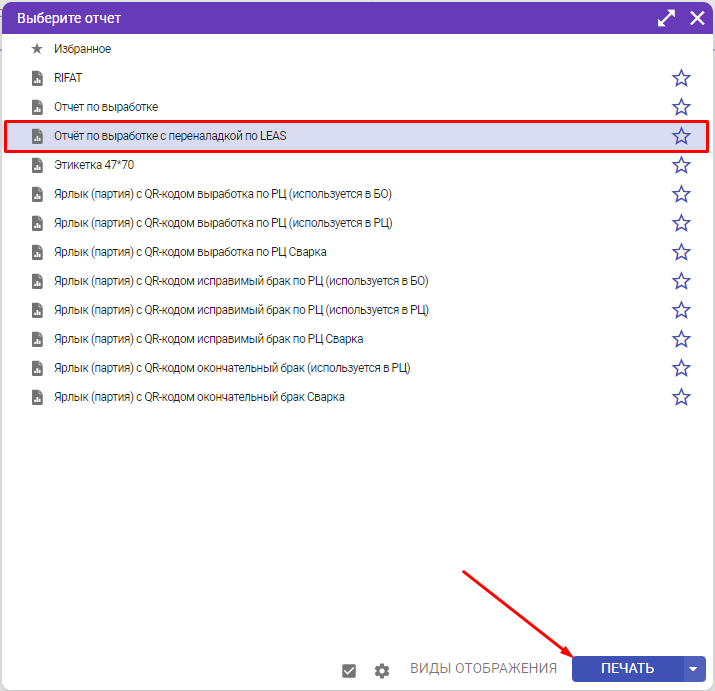 Выберите отчет
Избранное
RIFAT
Отчет по выработке
Отчёт по выработке с переналадкой по LEAS
Этикетка 47*70
Ярлык (партия) с QR-кодом выработка по РЦ (используется в БО)
Ярлык (партия) с QR-кодом выработка по РЦ (используется в РЦ)
Ярлык (партия) с QR-кодом выработка по РЦ Сварка
Ярлык (партия) с QR-кодом исправимый брак по РЦ (используется в БО)
Ярлык (партия) с QR-кодом исправимый брак по РЦ (используется в РЦ)
Ярлык (партия) с QR-кодом исправимый брак по РЦ Сварка
Ярлык (партия) с QR-кодом окончательный брак (используется в РЦ)
Ярлык (партия) с QR-кодом окончательный брак Сварка
ВИДЫ ОТОБРАЖЕНИЯ ПЕЧАТЬ